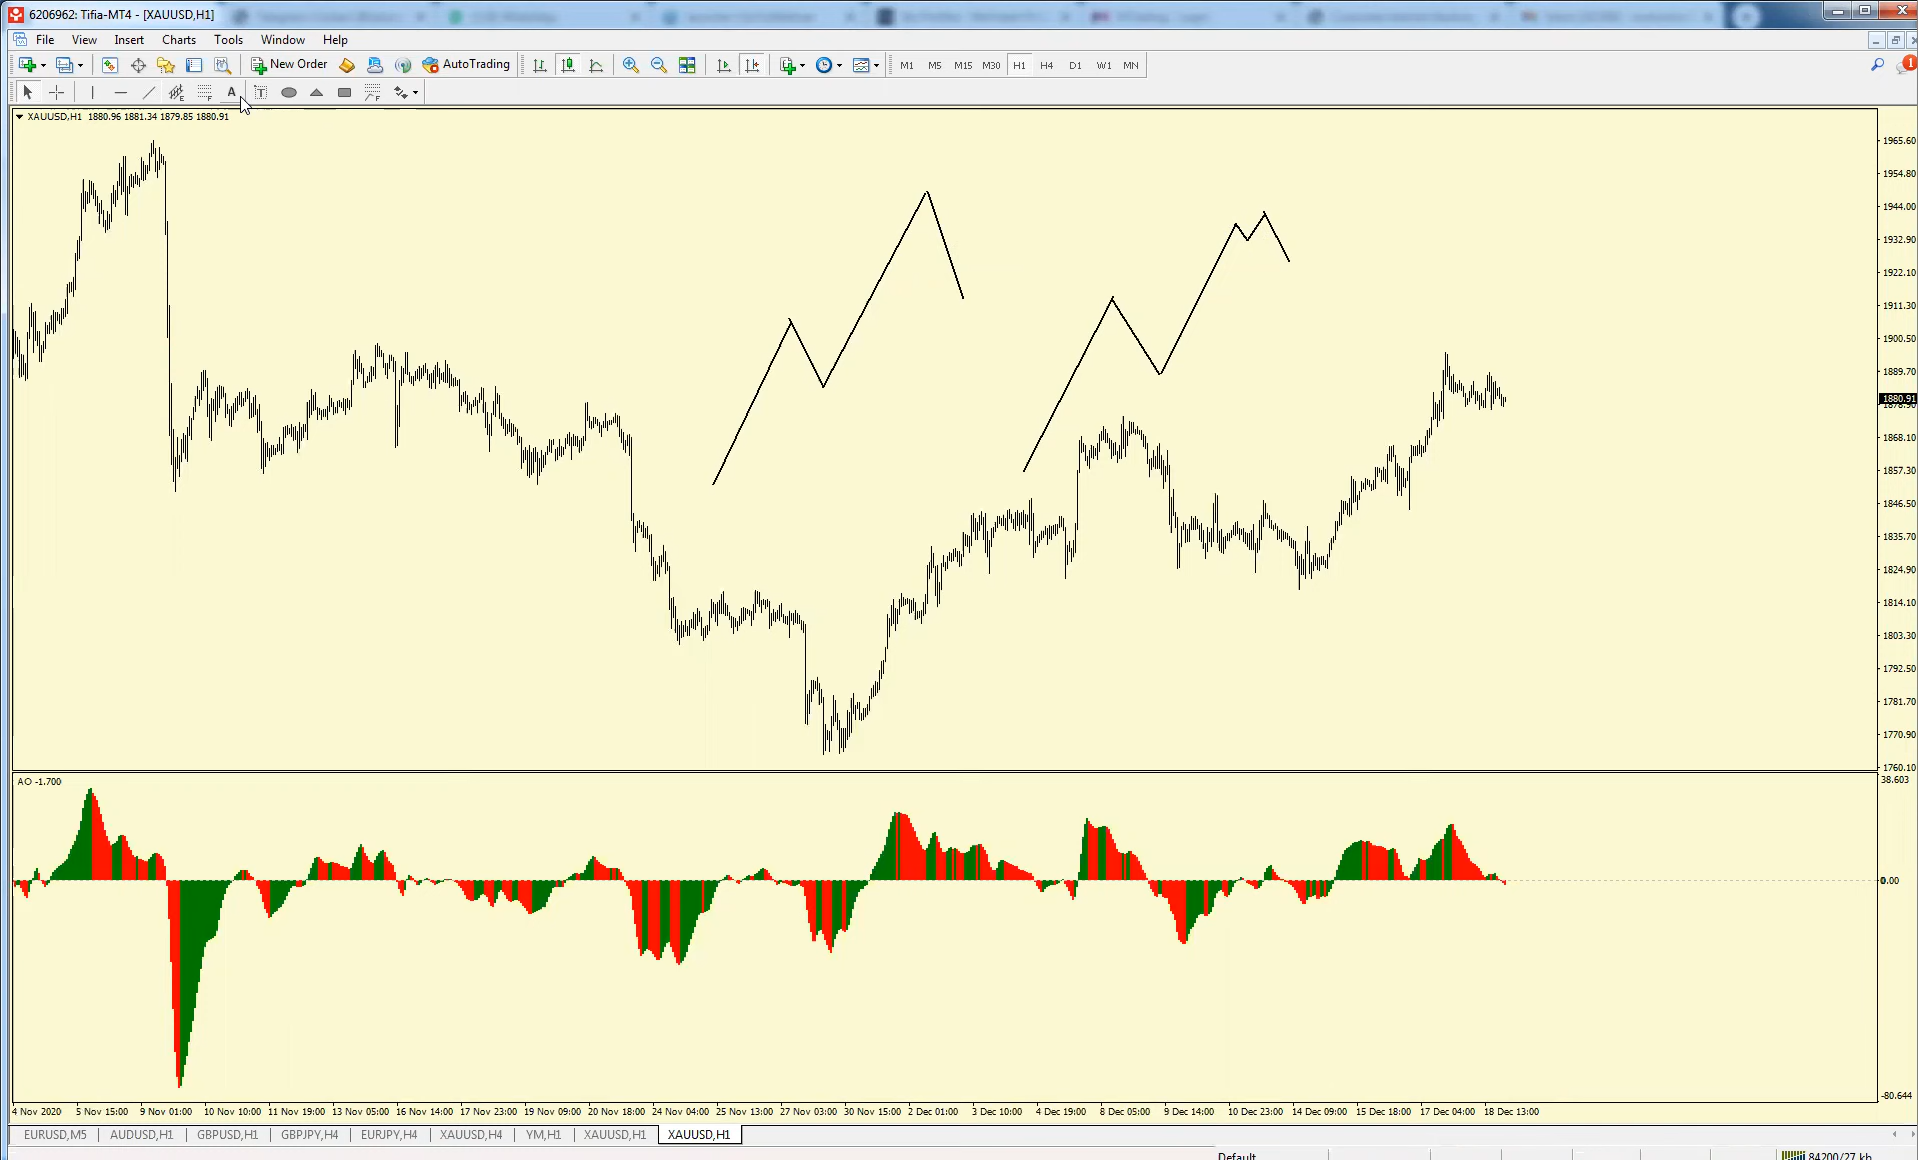 6206962: Tifia-MT4 - [XAUUSD,H1]
File View Insert Charts Tools Window Help
New Order AutoTrading M1 M5 M15 M30 H1 H4 D1 W1 MN 1
A T
XAUUSD,H1 1880.96 1881.34 1879.85 1880.91
1965.60
1954.80
1944.00
1932.90
1922.10
1911.30
1900.50
1889.70
1880.91
1868.10
1857.30
1846.50
1835.70
1824.90
1814.10
1803.30
1792.50
1781.70
1770.90
1760.10
AO -1.700
38.603
0.00
-80.644
4 Nov 2020 5 Nov 15:00 9 Nov 01:00 10 Nov 10:00 11 Nov 19:00 13 Nov 05:00 16 Nov 14:00 17 Nov 23:00 19 Nov 09:00 20 Nov 18:00 24 Nov 04:00 25 Nov 13:00 27 Nov 03:00 30 Nov 15:00 2 Dec 01:00 3 Dec 10:00 4 Dec 19:00 8 Dec 05:00 9 Dec 14:00 10 Dec 23:00 14 Dec 09:00 15 Dec 18:00 17 Dec 04:00 18 Dec 13:00
EURUSD,M5 AUDUSD,H1 GBPUSD,H1 GBPJPY,H4 EURJPY,H4 XAUUSD,H4 YM,H1 XAUUSD,H1 XAUUSD,H1
Default 84200/27 kb